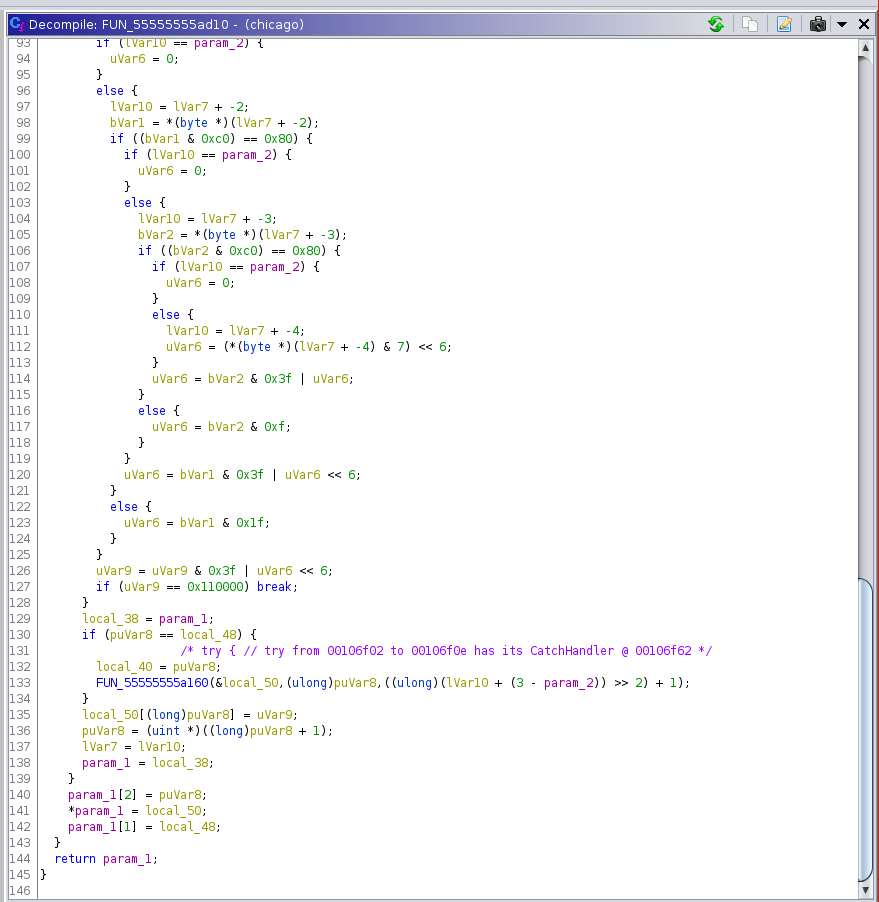 Decompile: FUN_55555555ad10 - (chicago)
93 if (lVar10 == param_2) {
94 uVar6 = 0;
95 }
96 else {
97 lVar10 = lVar7 + -2;
98 bVar1 = *(byte *)(lVar7 + -2);
99 if ((bVar1 & 0xc0) == 0x80) {
100 if (lVar10 == param_2) {
101 uVar6 = 0;
102 }
103 else {
104 lVar10 = lVar7 + -3;
105 bVar2 = *(byte *)(lVar7 + -3);
106 if ((bVar2 & 0xc0) == 0x80) {
107 if (lVar10 == param_2) {
108 uVar6 = 0;
109 }
110 else {
111 lVar10 = lVar7 + -4;
112 uVar6 = (*(byte *)(lVar7 + -4) & 7) << 6;
113 }
114 uVar6 = bVar2 & 0x3f | uVar6;
115 }
116 else {
117 uVar6 = bVar2 & 0xf;
118 }
119 }
120 uVar6 = bVar1 & 0x3f | uVar6 << 6;
121 }
122 else {
123 uVar6 = bVar1 & 0x1f;
124 }
125 }
126 uVar9 = uVar9 & 0x3f | uVar6 << 6;
127 if (uVar9 == 0x110000) break;
128 }
129 local_38 = param_1;
130 if (puVar8 == local_48) {
131 /* try { // try from 00106f02 to 00106f0e has its CatchHandler @ 00106f62 */
132 local_40 = puVar8;
133 FUN_55555555a160(&local_50,(ulong)puVar8,((ulong)(lVar10 + (3 - param_2)) >> 2) + 1);
134 }
135 local_50[(long)puVar8] = uVar9;
136 puVar8 = (uint *)((long)puVar8 + 1);
137 lVar7 = lVar10;
138 param_1 = local_38;
139 }
140 param_1[2] = puVar8;
141 *param_1 = local_50;
142 param_1[1] = local_48;
143 }
144 return param_1;
145 }
146